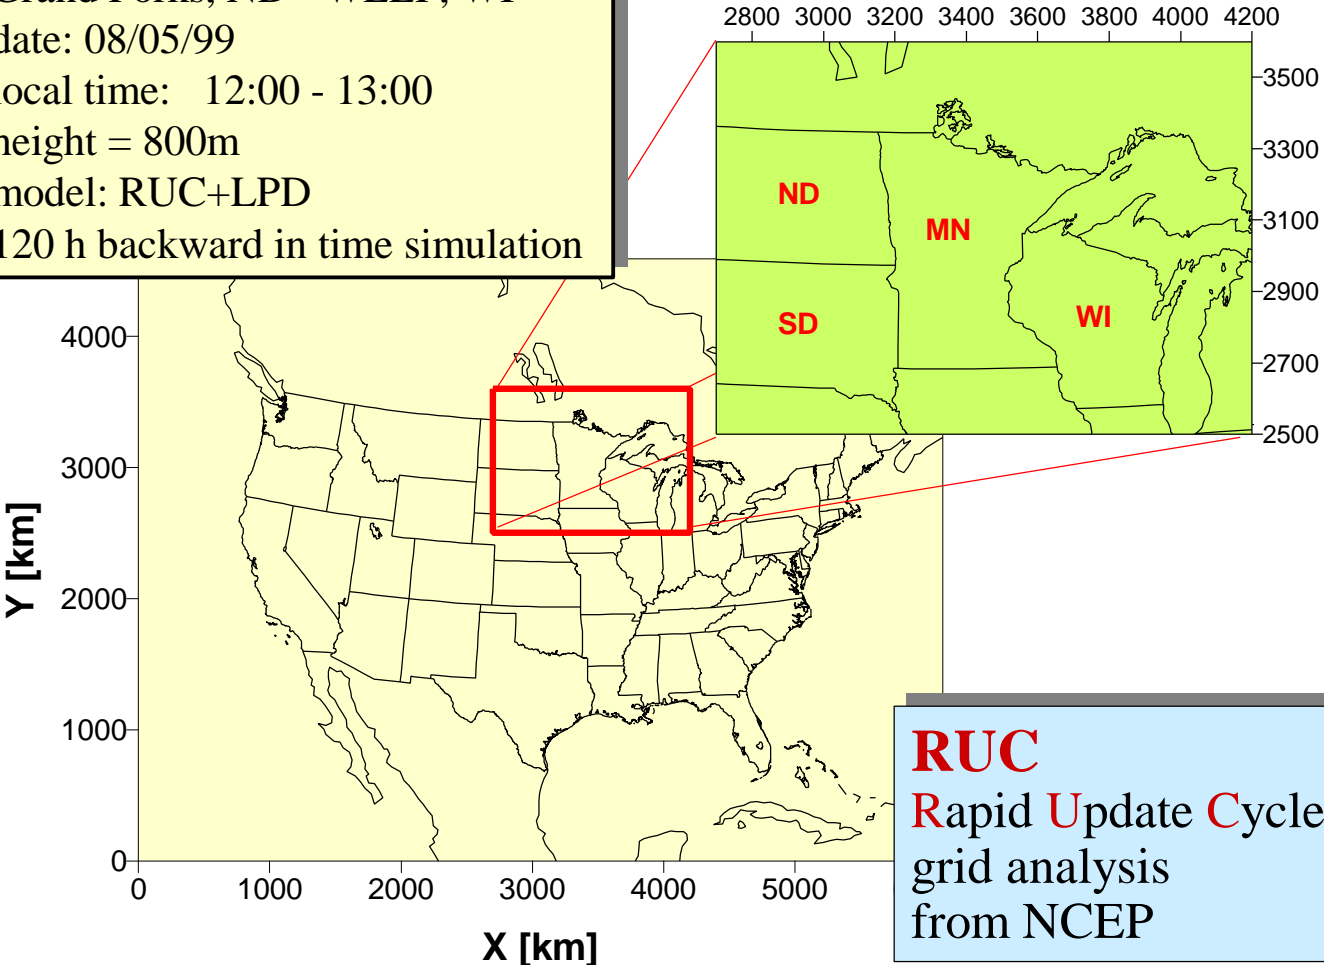 date: 08/05/99
local time: 12:00 - 13:00
height = 800m
model: RUC+LPD
120 h backward in time simulation
2800 3000 3200 3400 3600 3800 4000 4200
3500
3300
3100
2900
2700
2500
ND
MN
SD
WI
4000
3000
2000
1000
0
Y [km]
0 1000 2000 3000 4000 5000
X [km]
RUC
Rapid Update Cycle
grid analysis
from NCEP